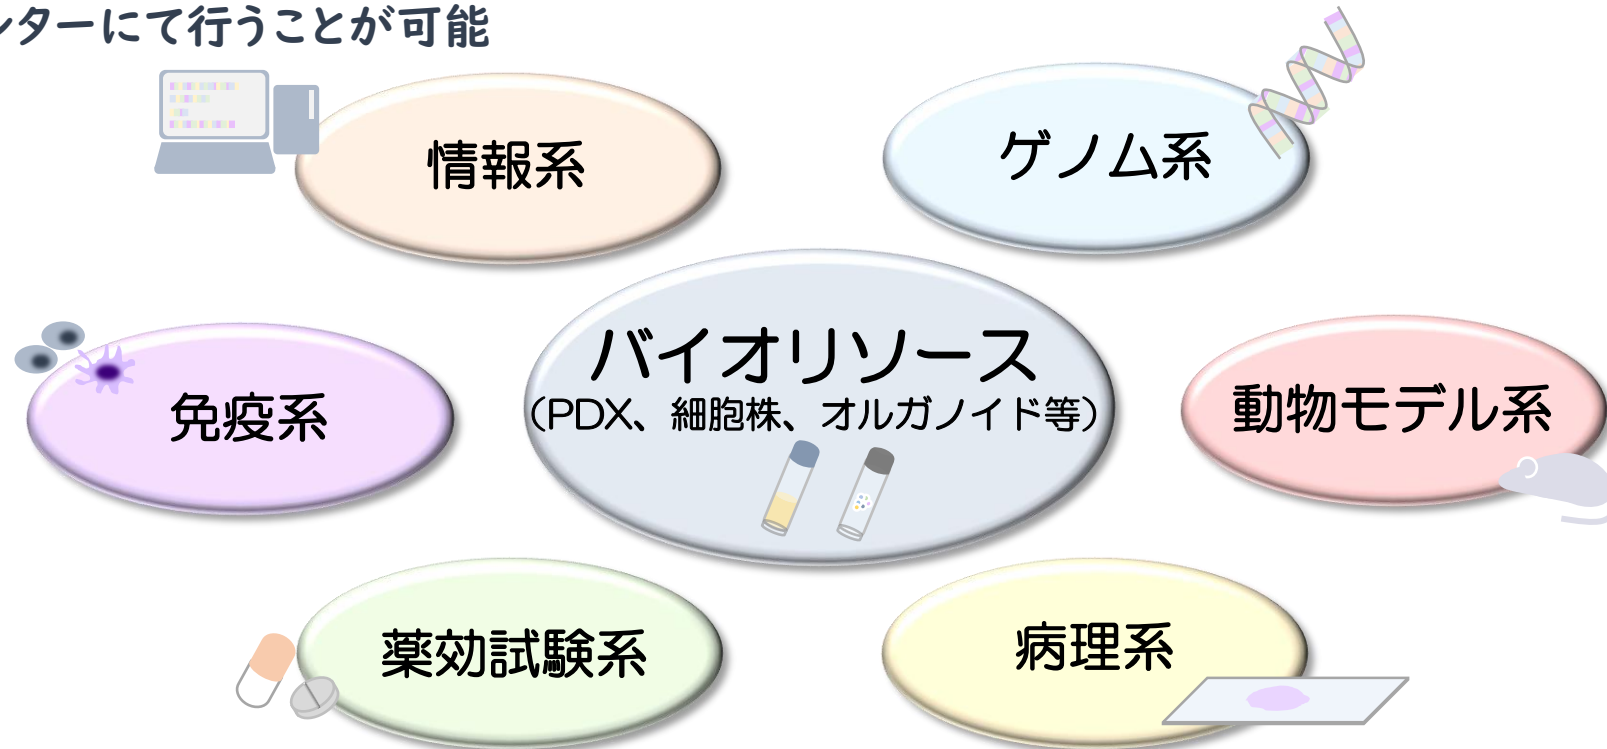 ンターにて行うことが可能
情報系
ゲノム系
バイオリソース
（PDX、細胞株、オルガノイド等）
免疫系
動物モデル系
薬効試験系
病理系